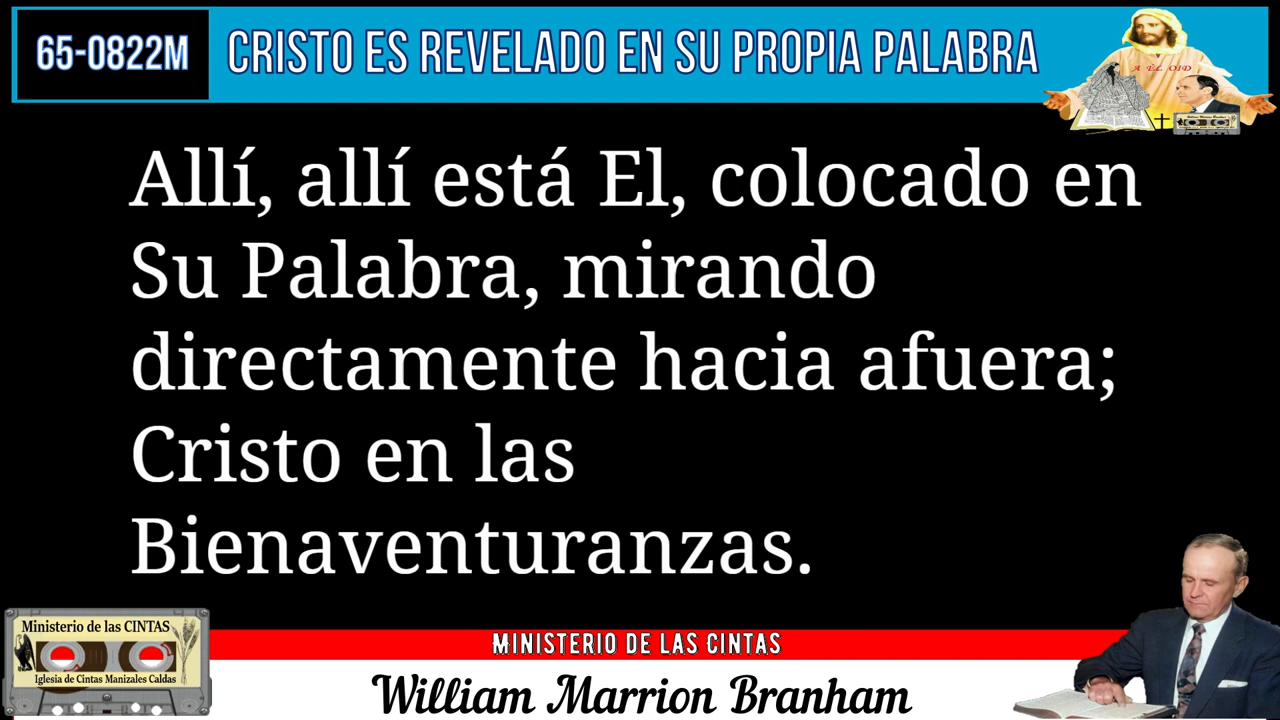 65-0822M
CRISTO ES REVELADO EN SU PROPIA PALABRA
A ÉL OID
Allí, allí está El, colocado en
Su Palabra, mirando
directamente hacia afuera;
Cristo en las
Bienaventuranzas.
Ministerio de las CINTAS
Iglesia de Cintas Manizales Caldas
MINISTERIO DE LAS CINTAS
William Marrion Branham